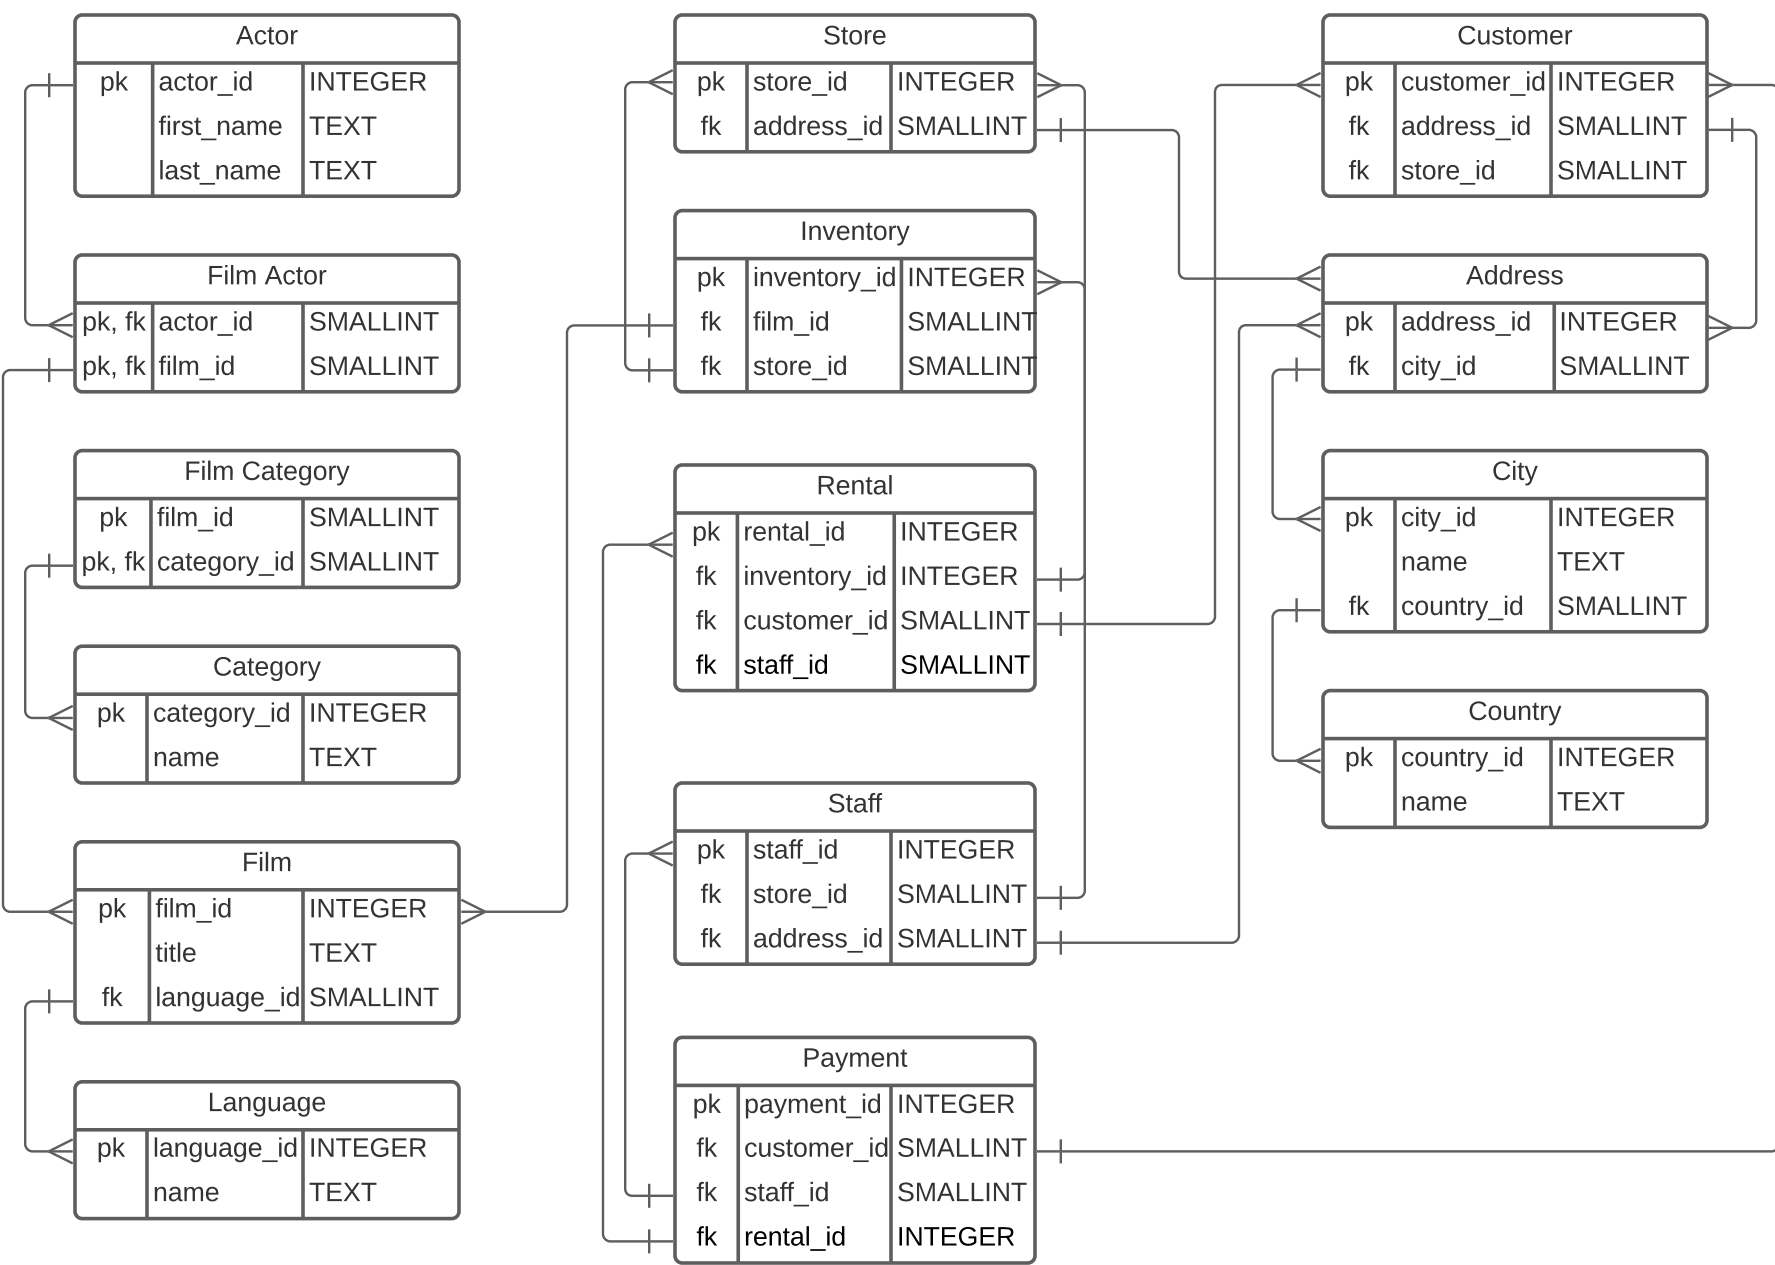 Actor
pk actor_id INTEGER
first_name TEXT
last_name TEXT
Film Actor
pk, fk actor_id SMALLINT
pk, fk film_id SMALLINT
Film Category
pk film_id SMALLINT
pk, fk category_id SMALLINT
Category
pk category_id INTEGER
name TEXT
Film
pk film_id INTEGER
title TEXT
fk language_id SMALLINT
Language
pk language_id INTEGER
name TEXT
Store
pk store_id INTEGER
fk address_id SMALLINT
Inventory
pk inventory_id INTEGER
fk film_id SMALLINT
fk store_id SMALLINT
Rental
pk rental_id INTEGER
fk inventory_id INTEGER
fk customer_id SMALLINT
fk staff_id SMALLINT
Staff
pk staff_id INTEGER
fk store_id SMALLINT
fk address_id SMALLINT
Payment
pk payment_id INTEGER
fk customer_id SMALLINT
fk staff_id SMALLINT
fk rental_id INTEGER
Customer
pk customer_id INTEGER
fk address_id SMALLINT
fk store_id SMALLINT
Address
pk address_id INTEGER
fk city_id SMALLINT
City
pk city_id INTEGER
name TEXT
fk country_id SMALLINT
Country
pk country_id INTEGER
name TEXT